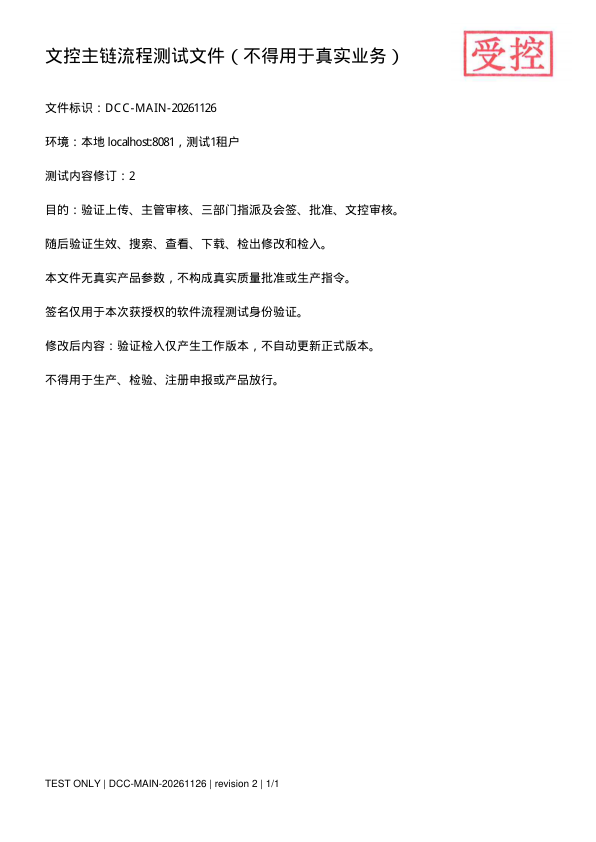 文控主链流程测试文件（不得用于真实业务）
受控
文件标识：DCC-MAIN-20261126
环境：本地 localhost:8081，测试1租户
测试内容修订：2
目的：验证上传、主管审核、三部门指派及会签、批准、文控审核。
随后验证生效、搜索、查看、下载、检出修改和检入。
本文件无真实产品参数，不构成真实质量批准或生产指令。
签名仅用于本次获授权的软件流程测试身份验证。
修改后内容：验证检入仅产生工作版本，不自动更新正式版本。
不得用于生产、检验、注册申报或产品放行。
TEST ONLY | DCC-MAIN-20261126 | revision 2 | 1/1